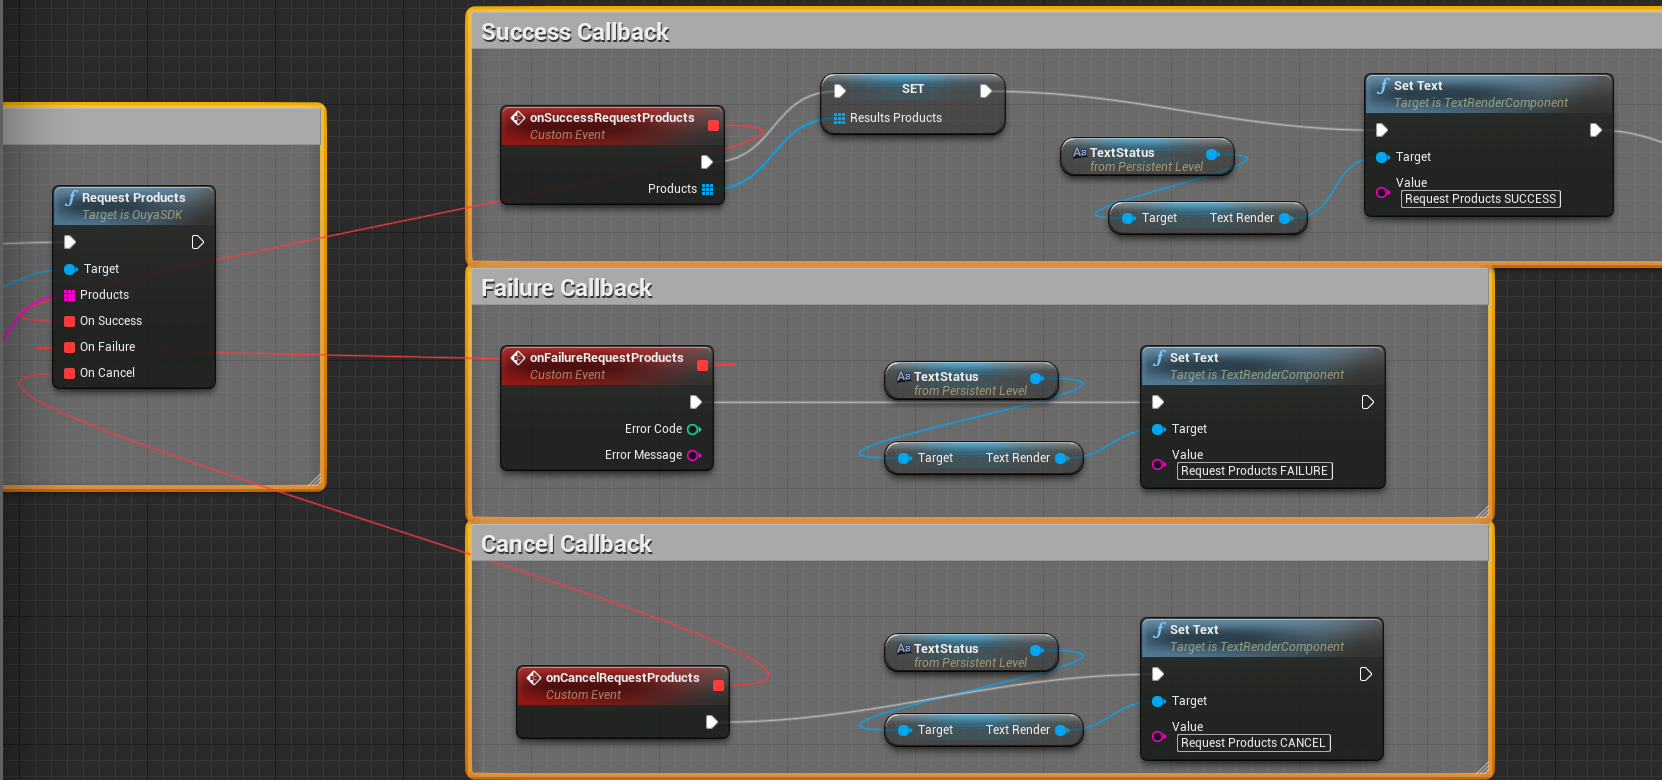 Request Products
Target is OuyaSDK
Target
Products
On Success
On Failure
On Cancel
Success Callback
onSuccessRequestProducts
Custom Event
Products
SET
Results Products
TextStatus
from Persistent Level
Target Text Render
Set Text
Target is TextRenderComponent
Target
Value
Request Products SUCCESS
Failure Callback
onFailureRequestProducts
Custom Event
Error Code
Error Message
TextStatus
from Persistent Level
Target Text Render
Set Text
Target is TextRenderComponent
Target
Value
Request Products FAILURE
Cancel Callback
onCancelRequestProducts
Custom Event
TextStatus
from Persistent Level
Target Text Render
Set Text
Target is TextRenderComponent
Target
Value
Request Products CANCEL